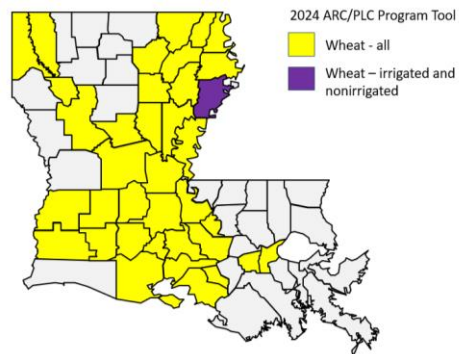 2024 ARC/PLC Program Tool
Wheat - all
Wheat – irrigated and
nonirrigated